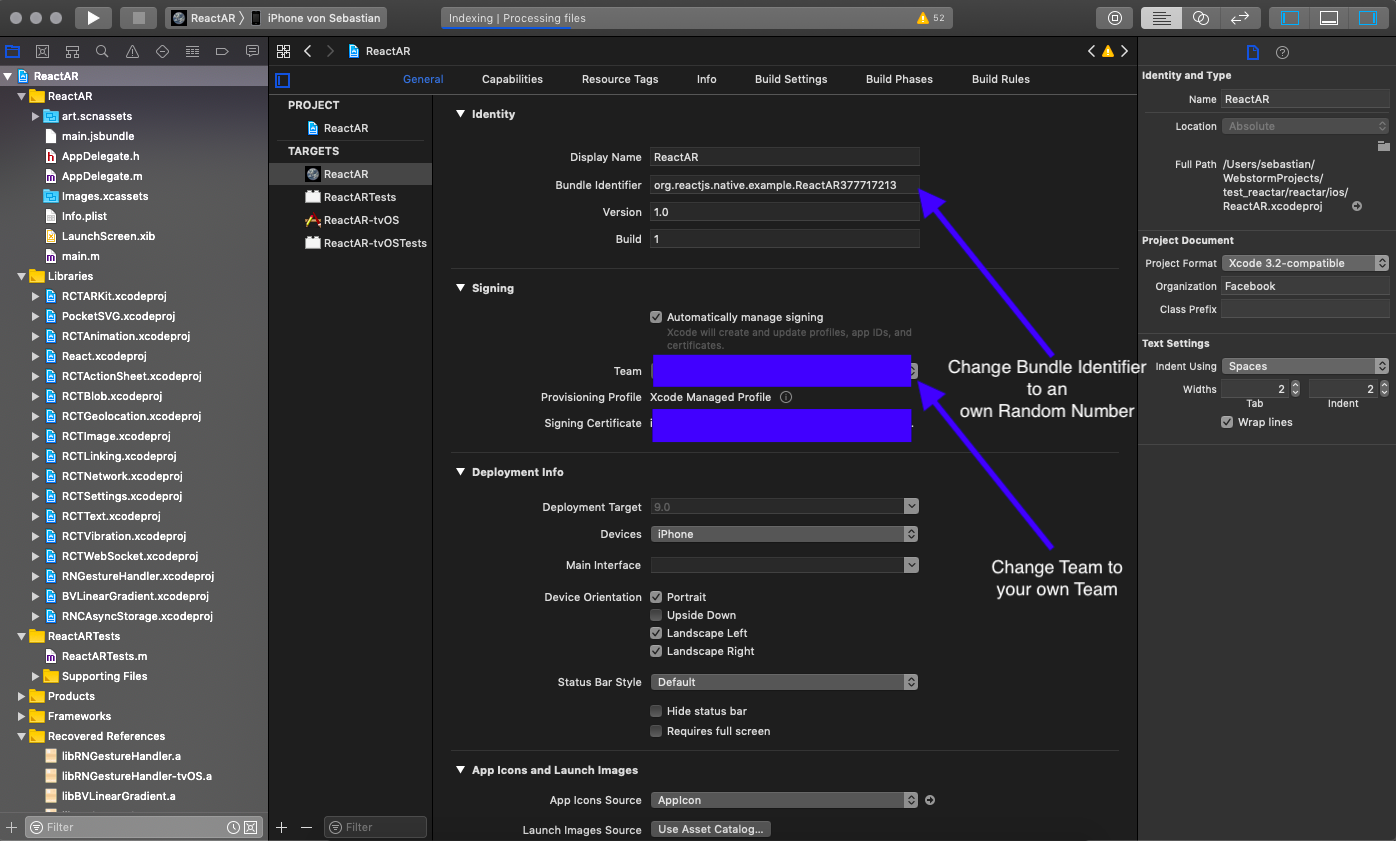 ReactAR
iPhone von Sebastian
Indexing | Processing files
52
ReactAR
ReactAR
ReactAR
art.scnassets
main.jsbundle
AppDelegate.h
AppDelegate.m
Images.xcassets
Info.plist
LaunchScreen.xib
main.m
Libraries
RCTARKit.xcodeproj
PocketSVG.xcodeproj
RCTAnimation.xcodeproj
React.xcodeproj
RCTActionSheet.xcodeproj
RCTBlob.xcodeproj
RCTGeolocation.xcodeproj
RCTImage.xcodeproj
RCTLinking.xcodeproj
RCTNetwork.xcodeproj
RCTSettings.xcodeproj
RCTText.xcodeproj
RCTVibration.xcodeproj
RCTWebSocket.xcodeproj
RNGestureHandler.xcodeproj
BVLinearGradient.xcodeproj
RNCAsyncStorage.xcodeproj
ReactARTests
ReactARTests.m
Supporting Files
Products
Frameworks
Recovered References
libRNGestureHandler.a
libRNGestureHandler-tvOS.a
libBVLinearGradient.a
Filter
General
Capabilities
Resource Tags
Info
Build Settings
Build Phases
Build Rules
PROJECT
ReactAR
TARGETS
ReactAR
ReactARTests
ReactAR-tvOS
ReactAR-tvOSTests
Filter
Identity
Display Name ReactAR
Bundle Identifier org.reactjs.native.example.ReactAR377717213
Version 1.0
Build 1
Signing
Automatically manage signing
Xcode will create and update profiles, app IDs, and
certificates.
Team
Provisioning Profile Xcode Managed Profile
Signing Certificate
Change Bundle Identifier
to an
own Random Number
Deployment Info
Deployment Target 9.0
Devices iPhone
Main Interface
Change Team to
your own Team
Device Orientation Portrait
Upside Down
Landscape Left
Landscape Right
Status Bar Style Default
Hide status bar
Requires full screen
App Icons and Launch Images
App Icons Source AppIcon
Launch Images Source Use Asset Catalog...
Identity and Type
Name ReactAR
Location Absolute
Full Path /Users/sebastian/
WebstormProjects/
test_reactar/reactar/ios/
ReactAR.xcodeproj
Project Document
Project Format Xcode 3.2-compatible
Organization Facebook
Class Prefix
Text Settings
Indent Using Spaces
Widths 2 2
Tab Indent
Wrap lines